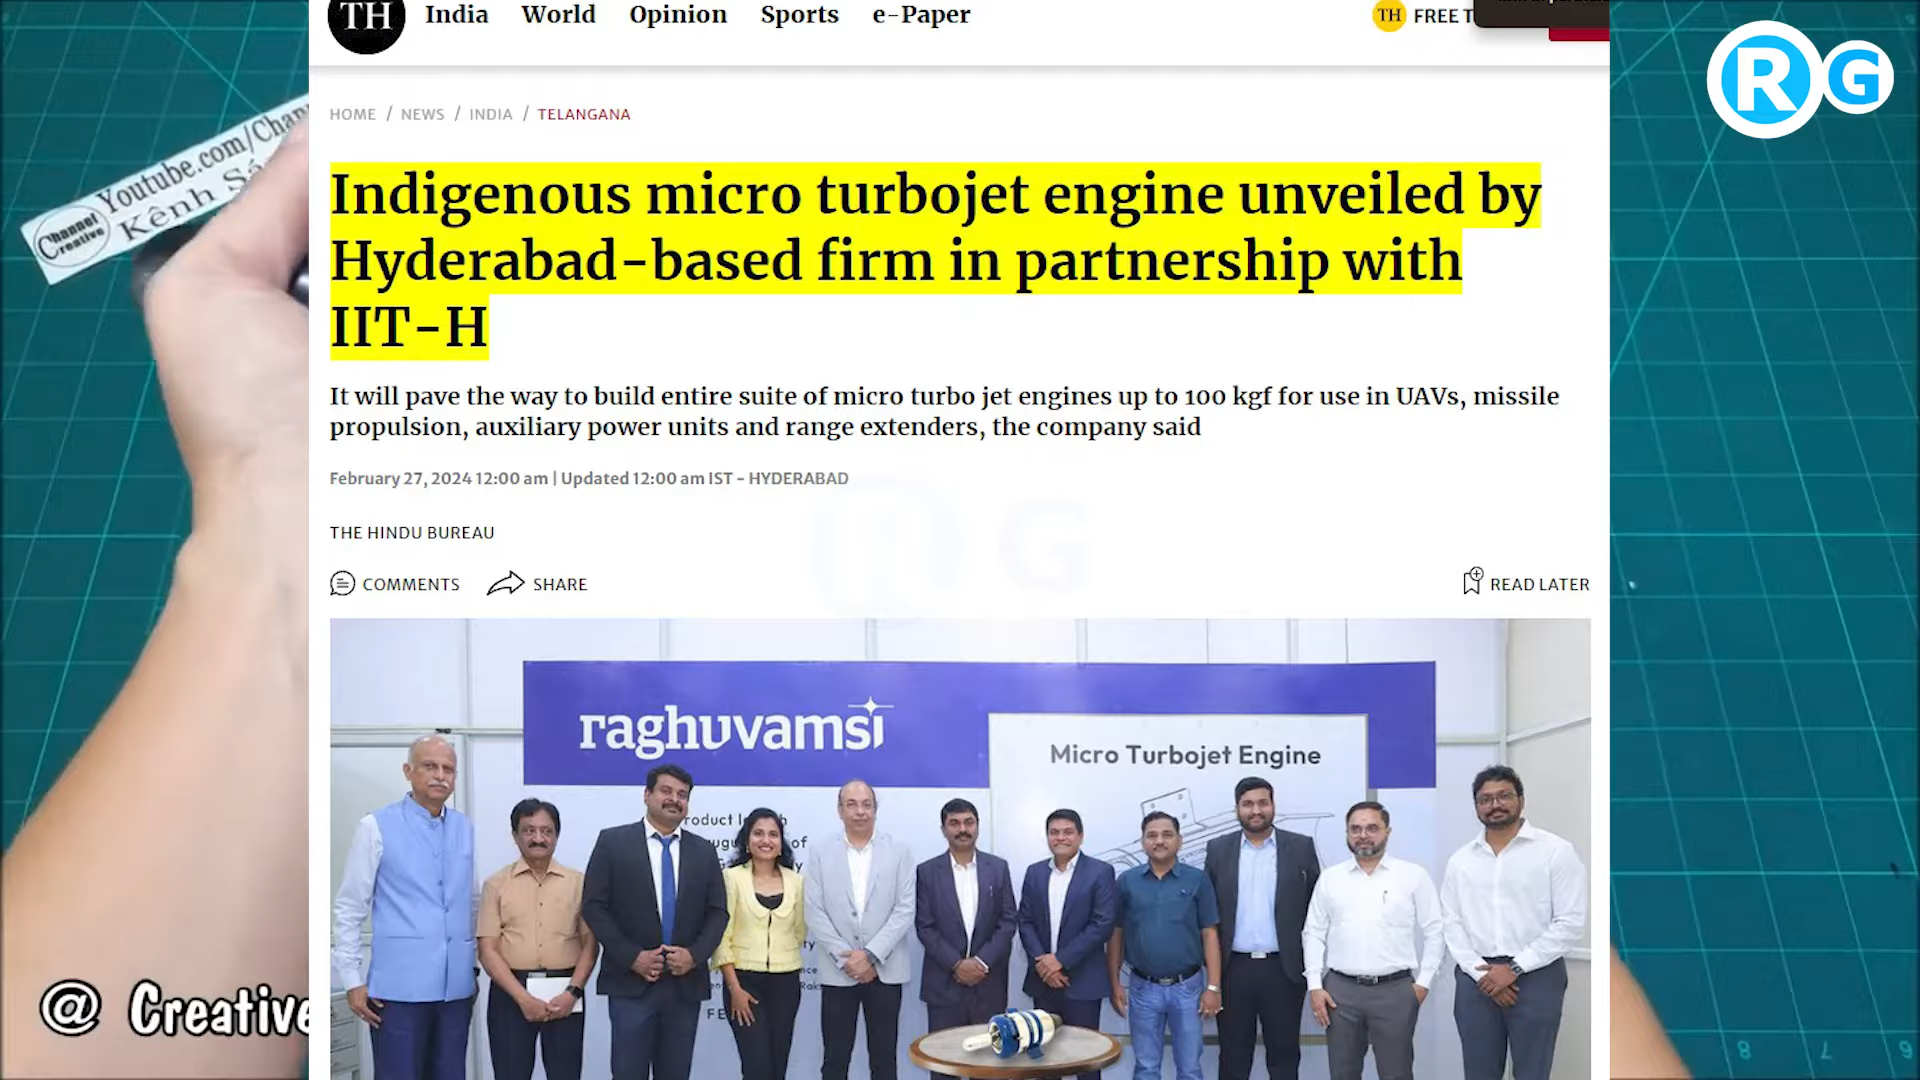 TH India World Opinion Sports e-Paper
TH FREE T
R G
HOME / NEWS / INDIA / TELANGANA
Indigenous micro turbojet engine unveiled by
Hyderabad-based firm in partnership with
IIT-H
It will pave the way to build entire suite of micro turbo jet engines up to 100 kgf for use in UAVs, missile
propulsion, auxiliary power units and range extenders, the company said
February 27, 2024 12:00 am | Updated 12:00 am IST - HYDERABAD
THE HINDU BUREAU
COMMENTS SHARE
READ LATER
R G
raghuvamsi
Micro Turbojet Engine
Youtube.com/Chan
Kênh Sá
Channel
Creative
@ Creative
8 7 6